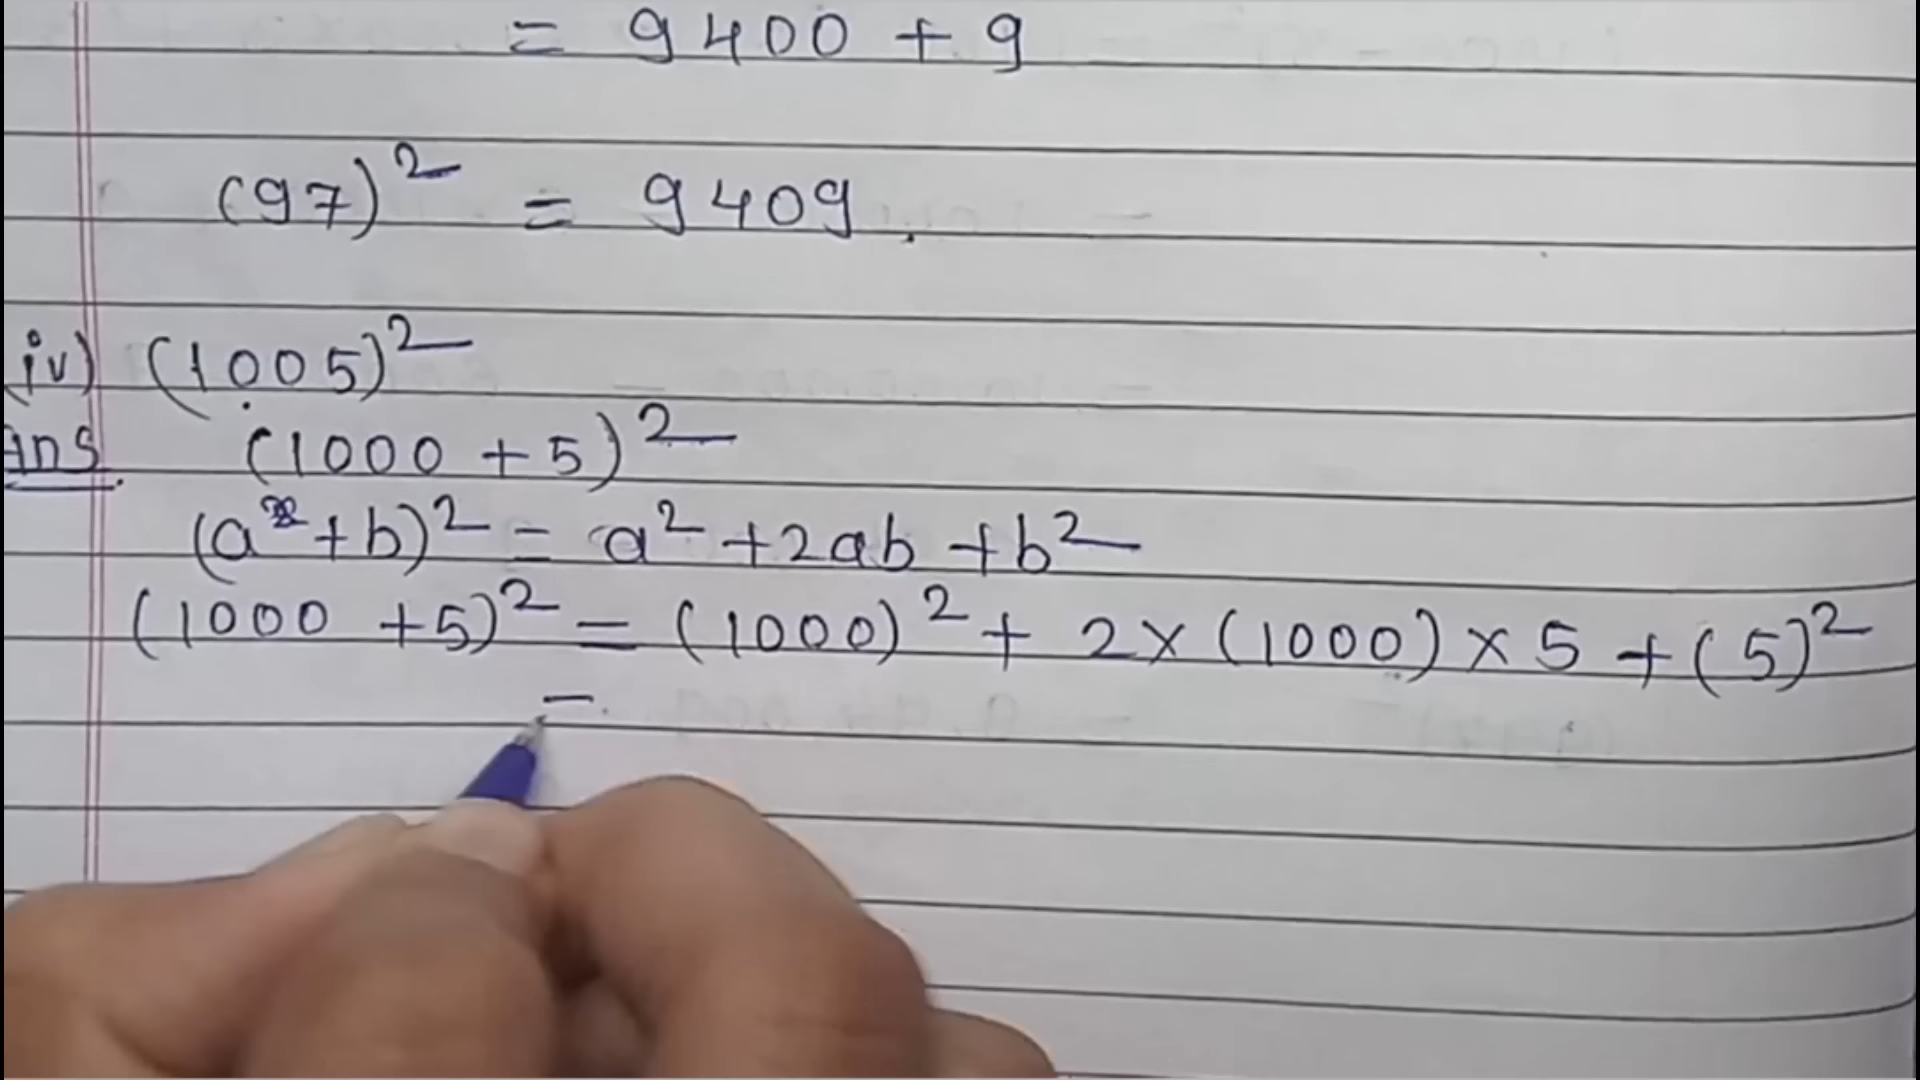 = 9400 + 9
(97)² = 9409.
(iv) (1005)²
Ans. (1000 + 5)²
(a + b)² = a² + 2ab + b²
(1000 + 5)² = (1000)² + 2 × (1000) × 5 + (5)²